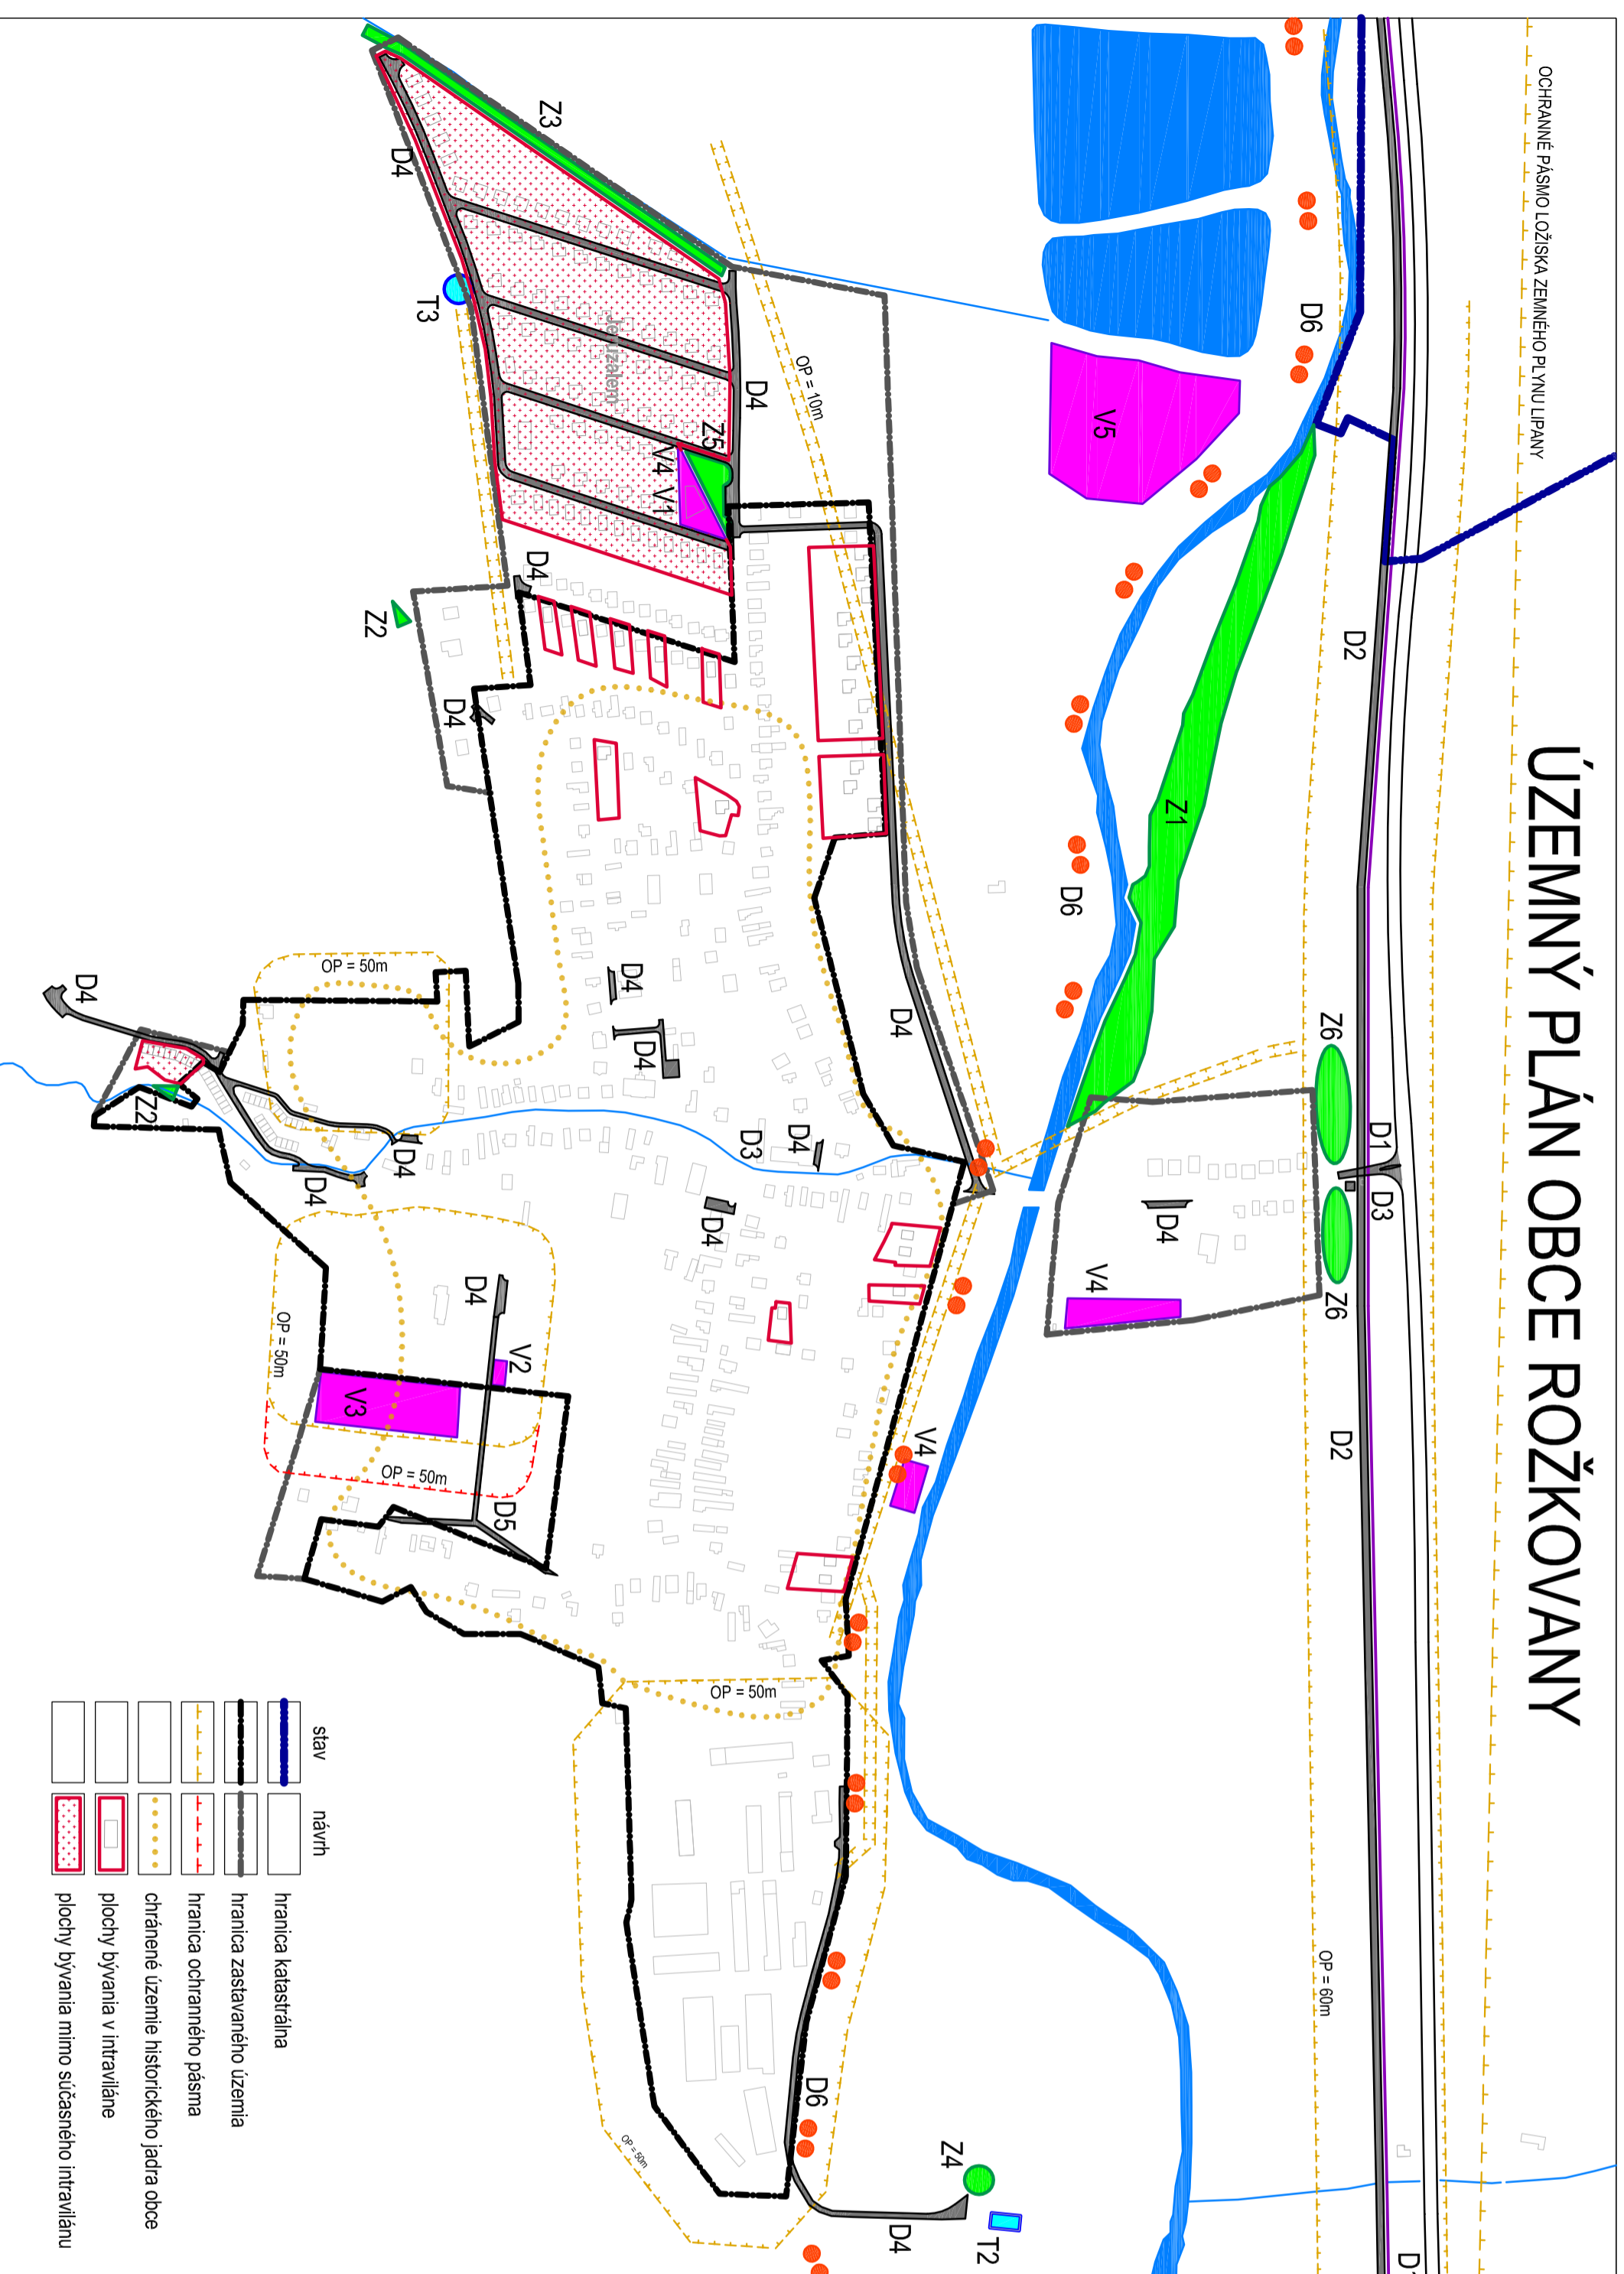 ÚZEMNÝ PLÁN OBCE ROŽKOVANY
OCHRANNÉ PÁSMO LOŽISKA ZEMNÉHO PLYNU LIPANY
D6
D2
D1
D3
Z6
Z6
D2
OP = 60m
V5
Z1
D6
D4
V4
Z3
D4
T3
Jeruzalem
D4
OP = 10m
Z5
V4
V1
D4
Z2
D4
D4
D4
D4
D3
D4
D4
V4
OP = 50m
D4
Z2
D4
D4
D4
V2
V3
OP = 50m
OP = 50m
D5
OP = 50m
D6
OP = 50m
Z4
D4
T2
stav
návrh
hranica katastrálna
hranica zastavaného územia
hranica ochranného pásma
chránené územie historického jadra obce
plochy bývania v intraviláne
plochy bývania mimo súčasného intravilánu